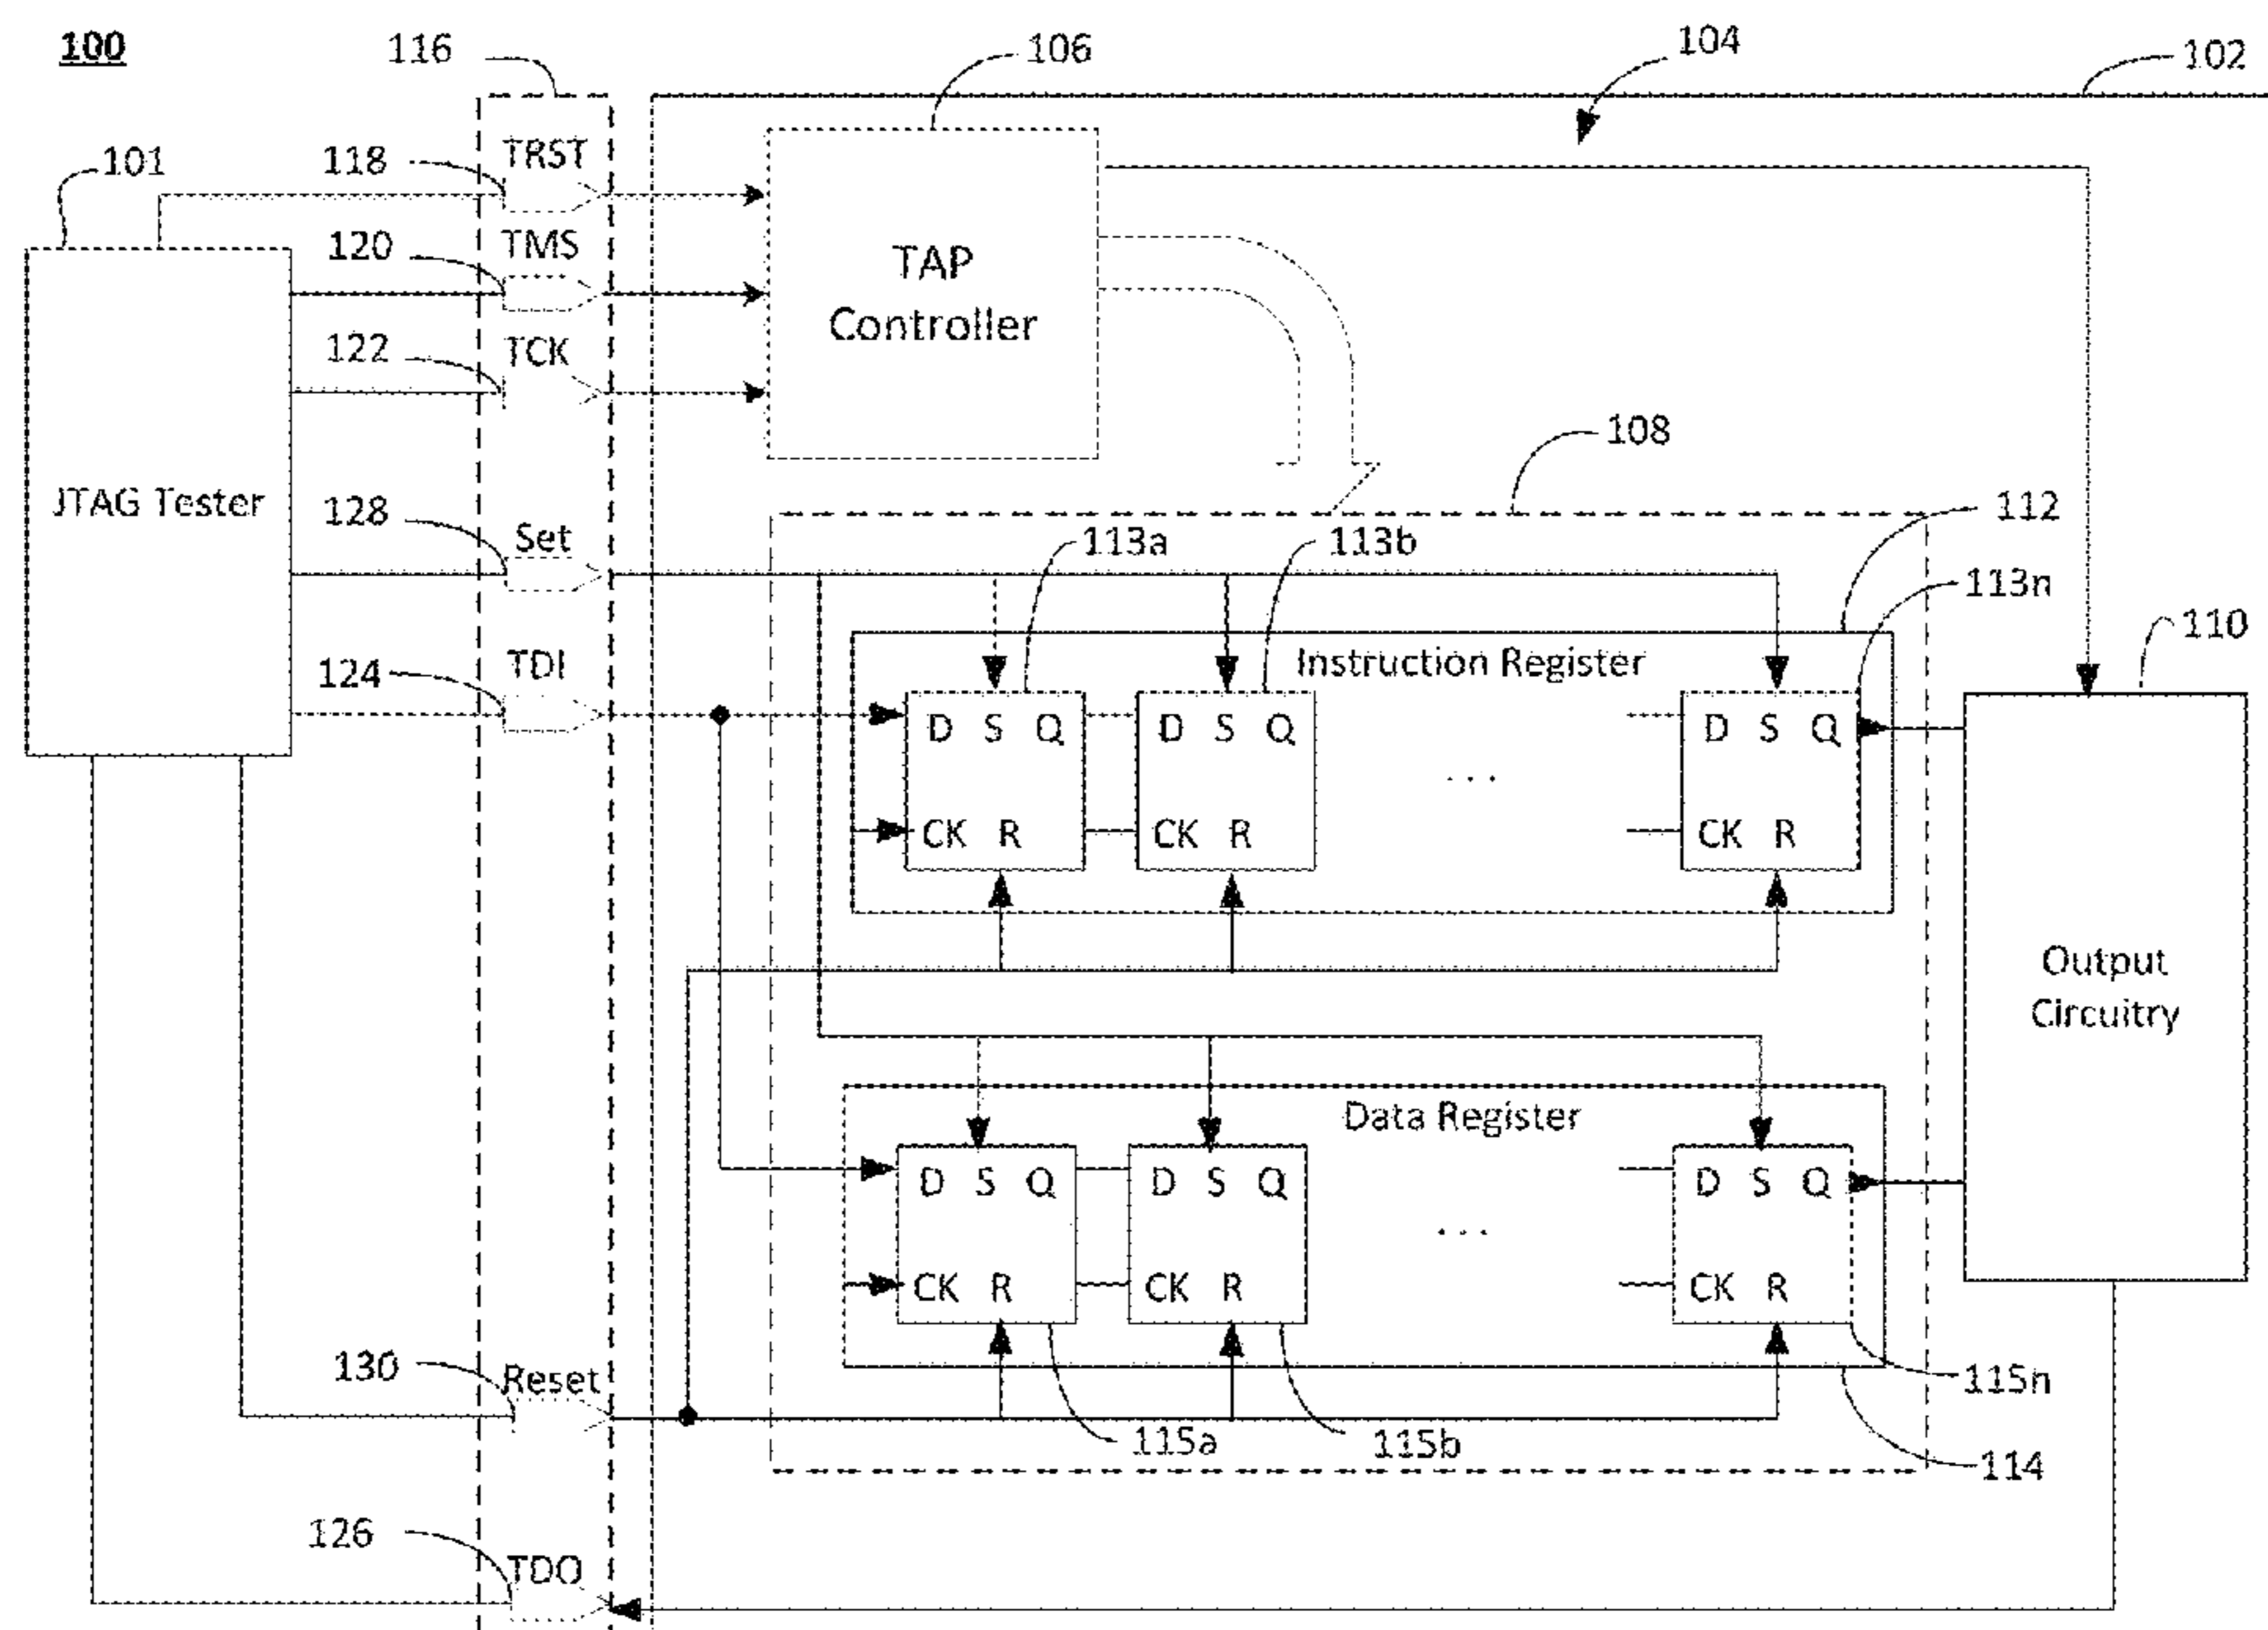 100
116
106
104
102
101
118
TRST
120
TMS
TAP
Controller
122
TCK
108
JTAG Tester
128
Set
113a
113b
112
113n
110
124
TDI
Instruction Register
D S Q
D S Q
D S Q
...
CK R
CK R
CK R
Output
Circuitry
Data Register
D S Q
D S Q
D S Q
...
CK R
CK R
CK R
130
Reset
115a
115b
115n
114
126
TDO